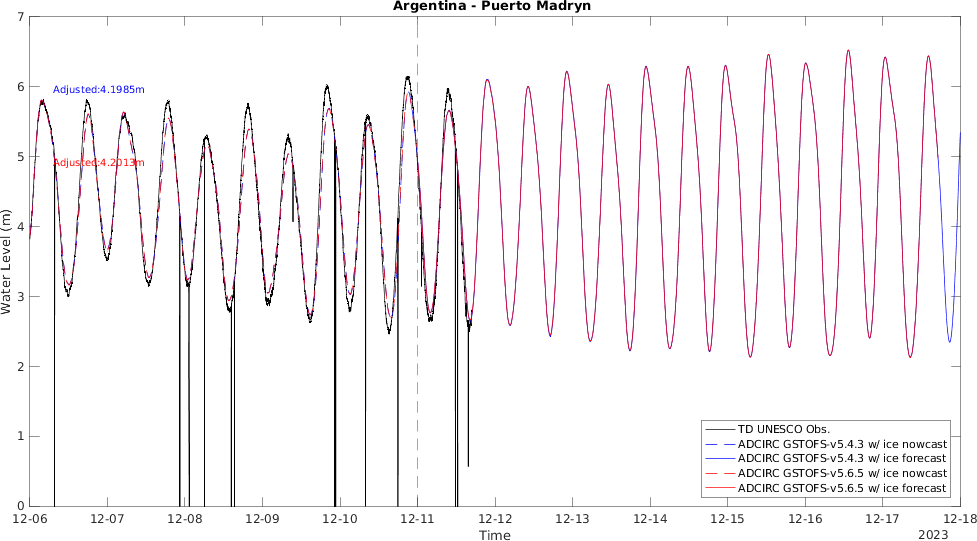 Argentina - Puerto Madryn
7
6
5
4
3
2
1
0
Water Level (m)
Adjusted:4.1985m
Adjusted:4.2013m
TD UNESCO Obs.
ADCIRC GSTOFS-v5.4.3 w/ ice nowcast
ADCIRC GSTOFS-v5.4.3 w/ ice forecast
ADCIRC GSTOFS-v5.6.5 w/ ice nowcast
ADCIRC GSTOFS-v5.6.5 w/ ice forecast
12-06 12-07 12-08 12-09 12-10 12-11 12-12 12-13 12-14 12-15 12-16 12-17 12-18
Time
2023